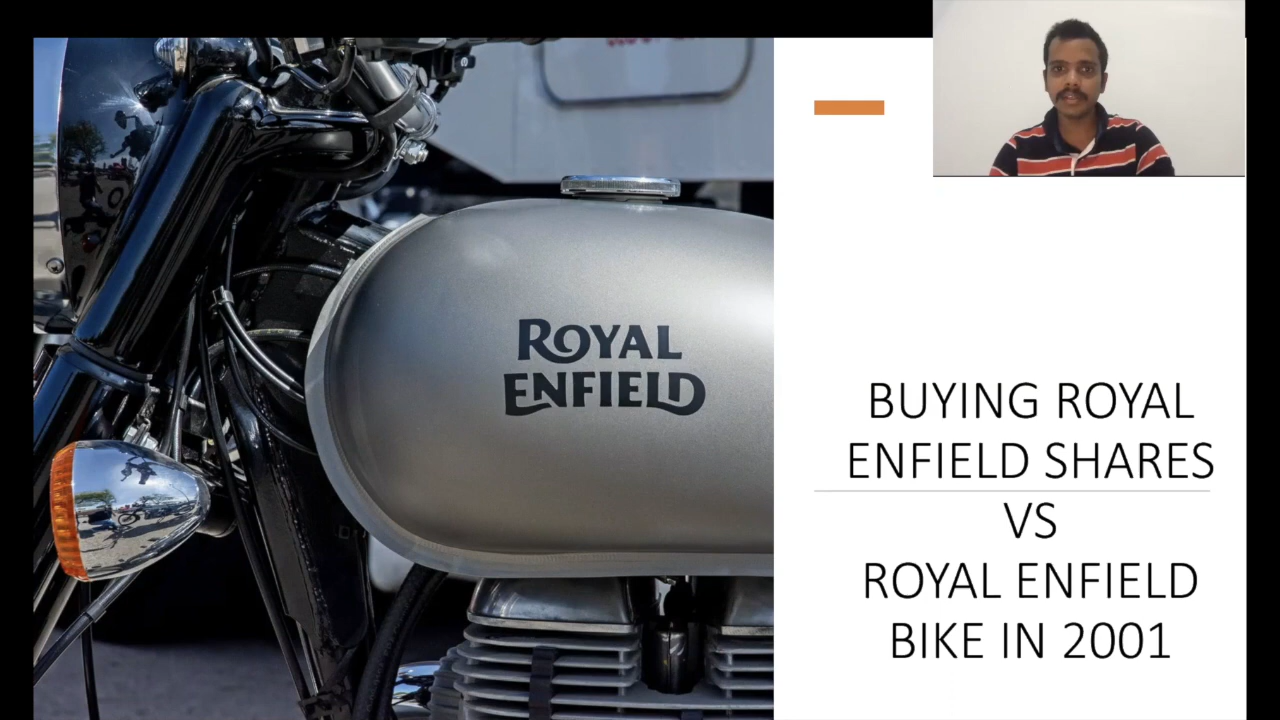 ROYAL
ENFIELD
BUYING ROYAL
ENFIELD SHARES
VS
ROYAL ENFIELD
BIKE IN 2001